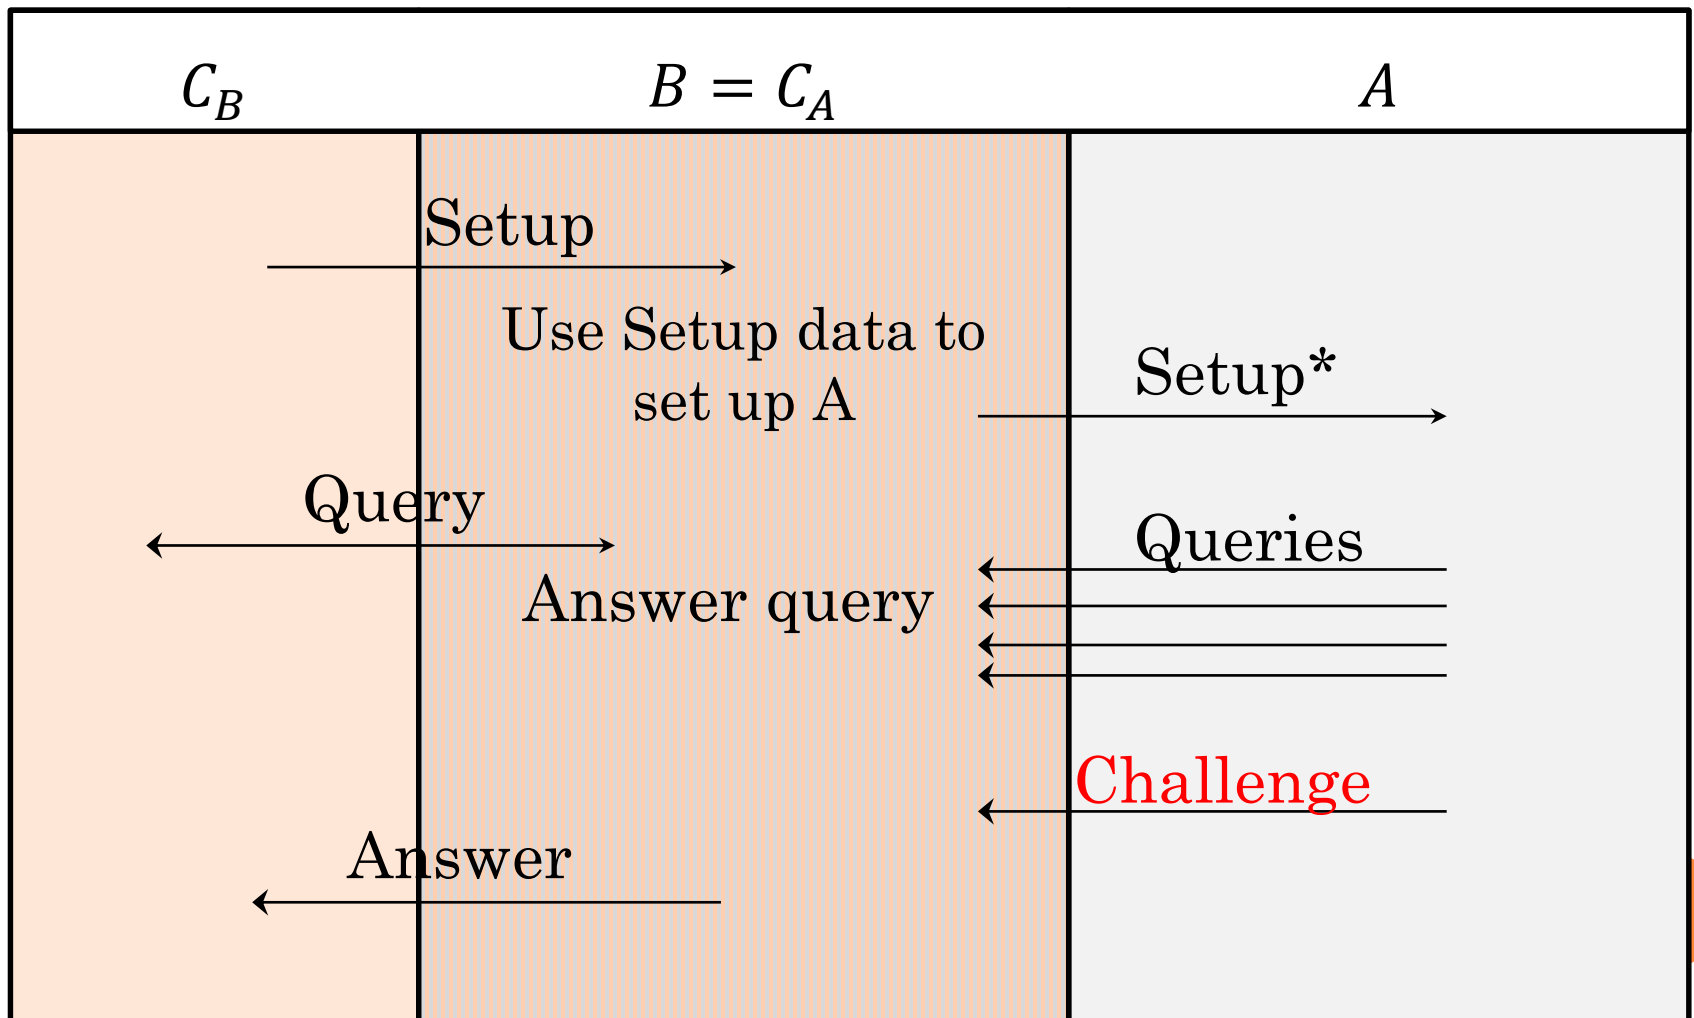 C_B
B = C_A
A
Setup
Use Setup data to
set up A
Setup*
Query
Queries
Answer query
Challenge
Answer